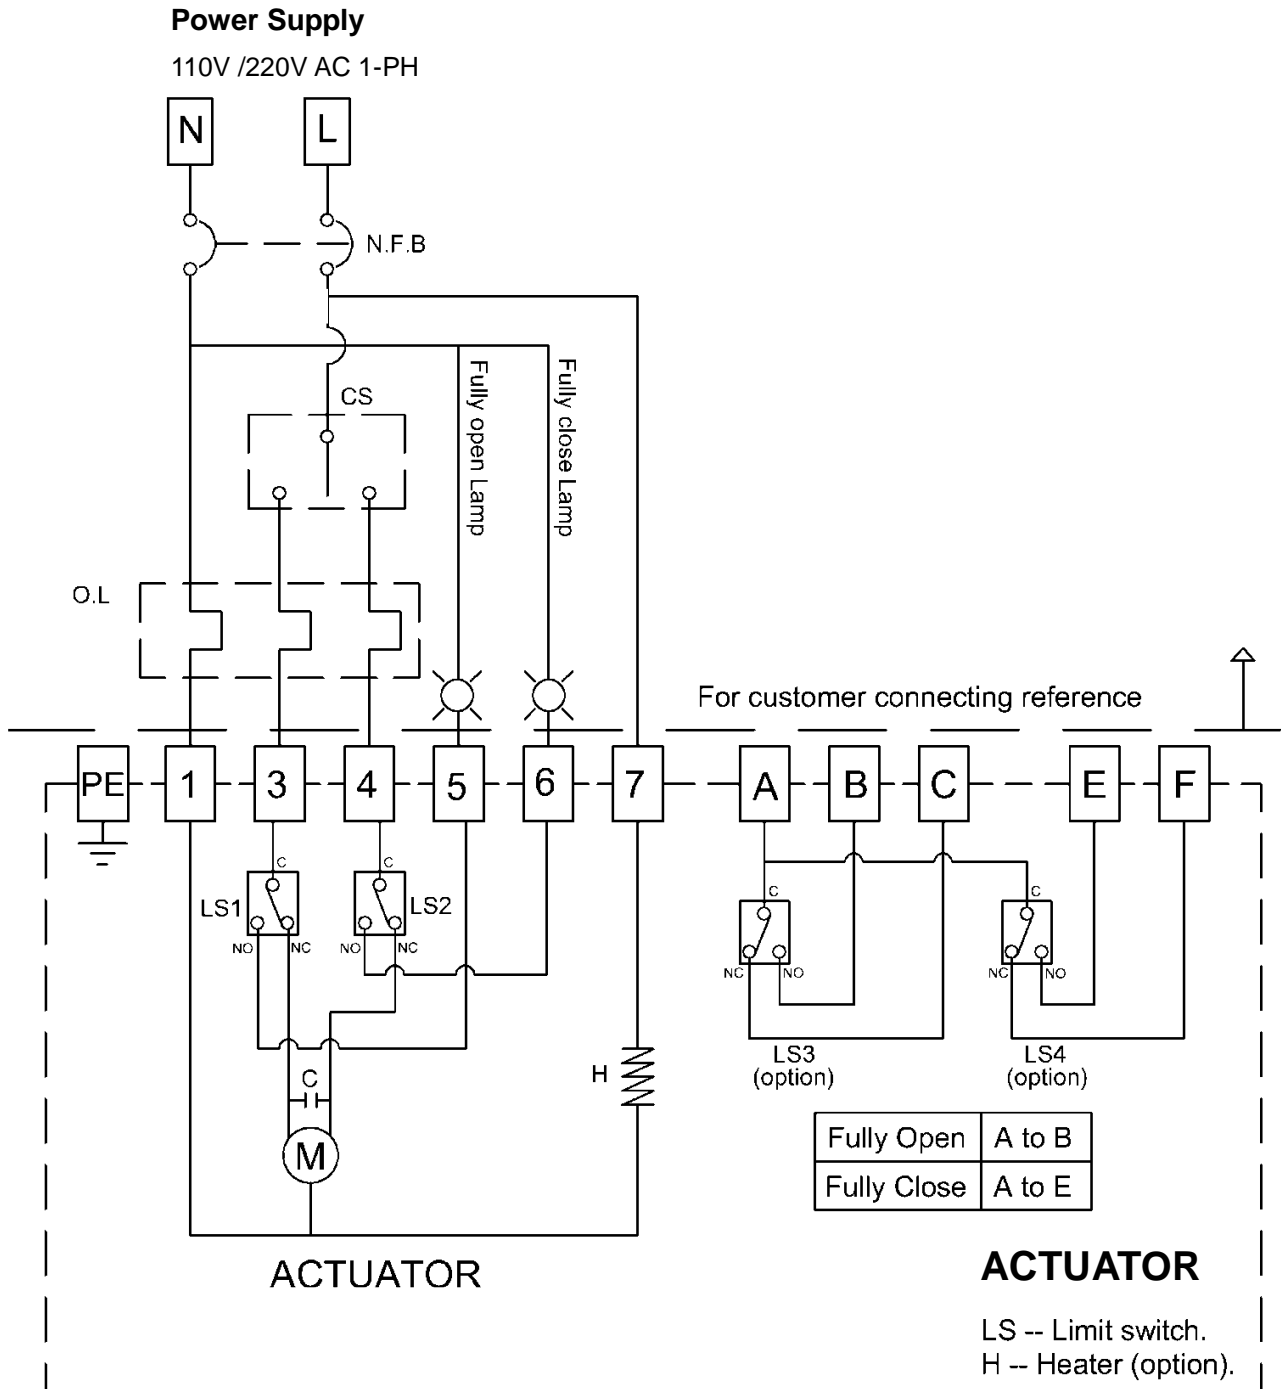 Power Supply
110V /220V AC 1-PH
N L
N.F.B
CS
Fully open Lamp
Fully close Lamp
O.L
For customer connecting reference
PE 1 3 4 5 6 7 A B C E F
C C
LS1 LS2
NO NC NO NC
C C
NC NO NC NO
LS3
(option)
LS4
(option)
C
H
M
Fully Open A to B
Fully Close A to E
ACTUATOR
ACTUATOR
LS -- Limit switch.
H -- Heater (option).